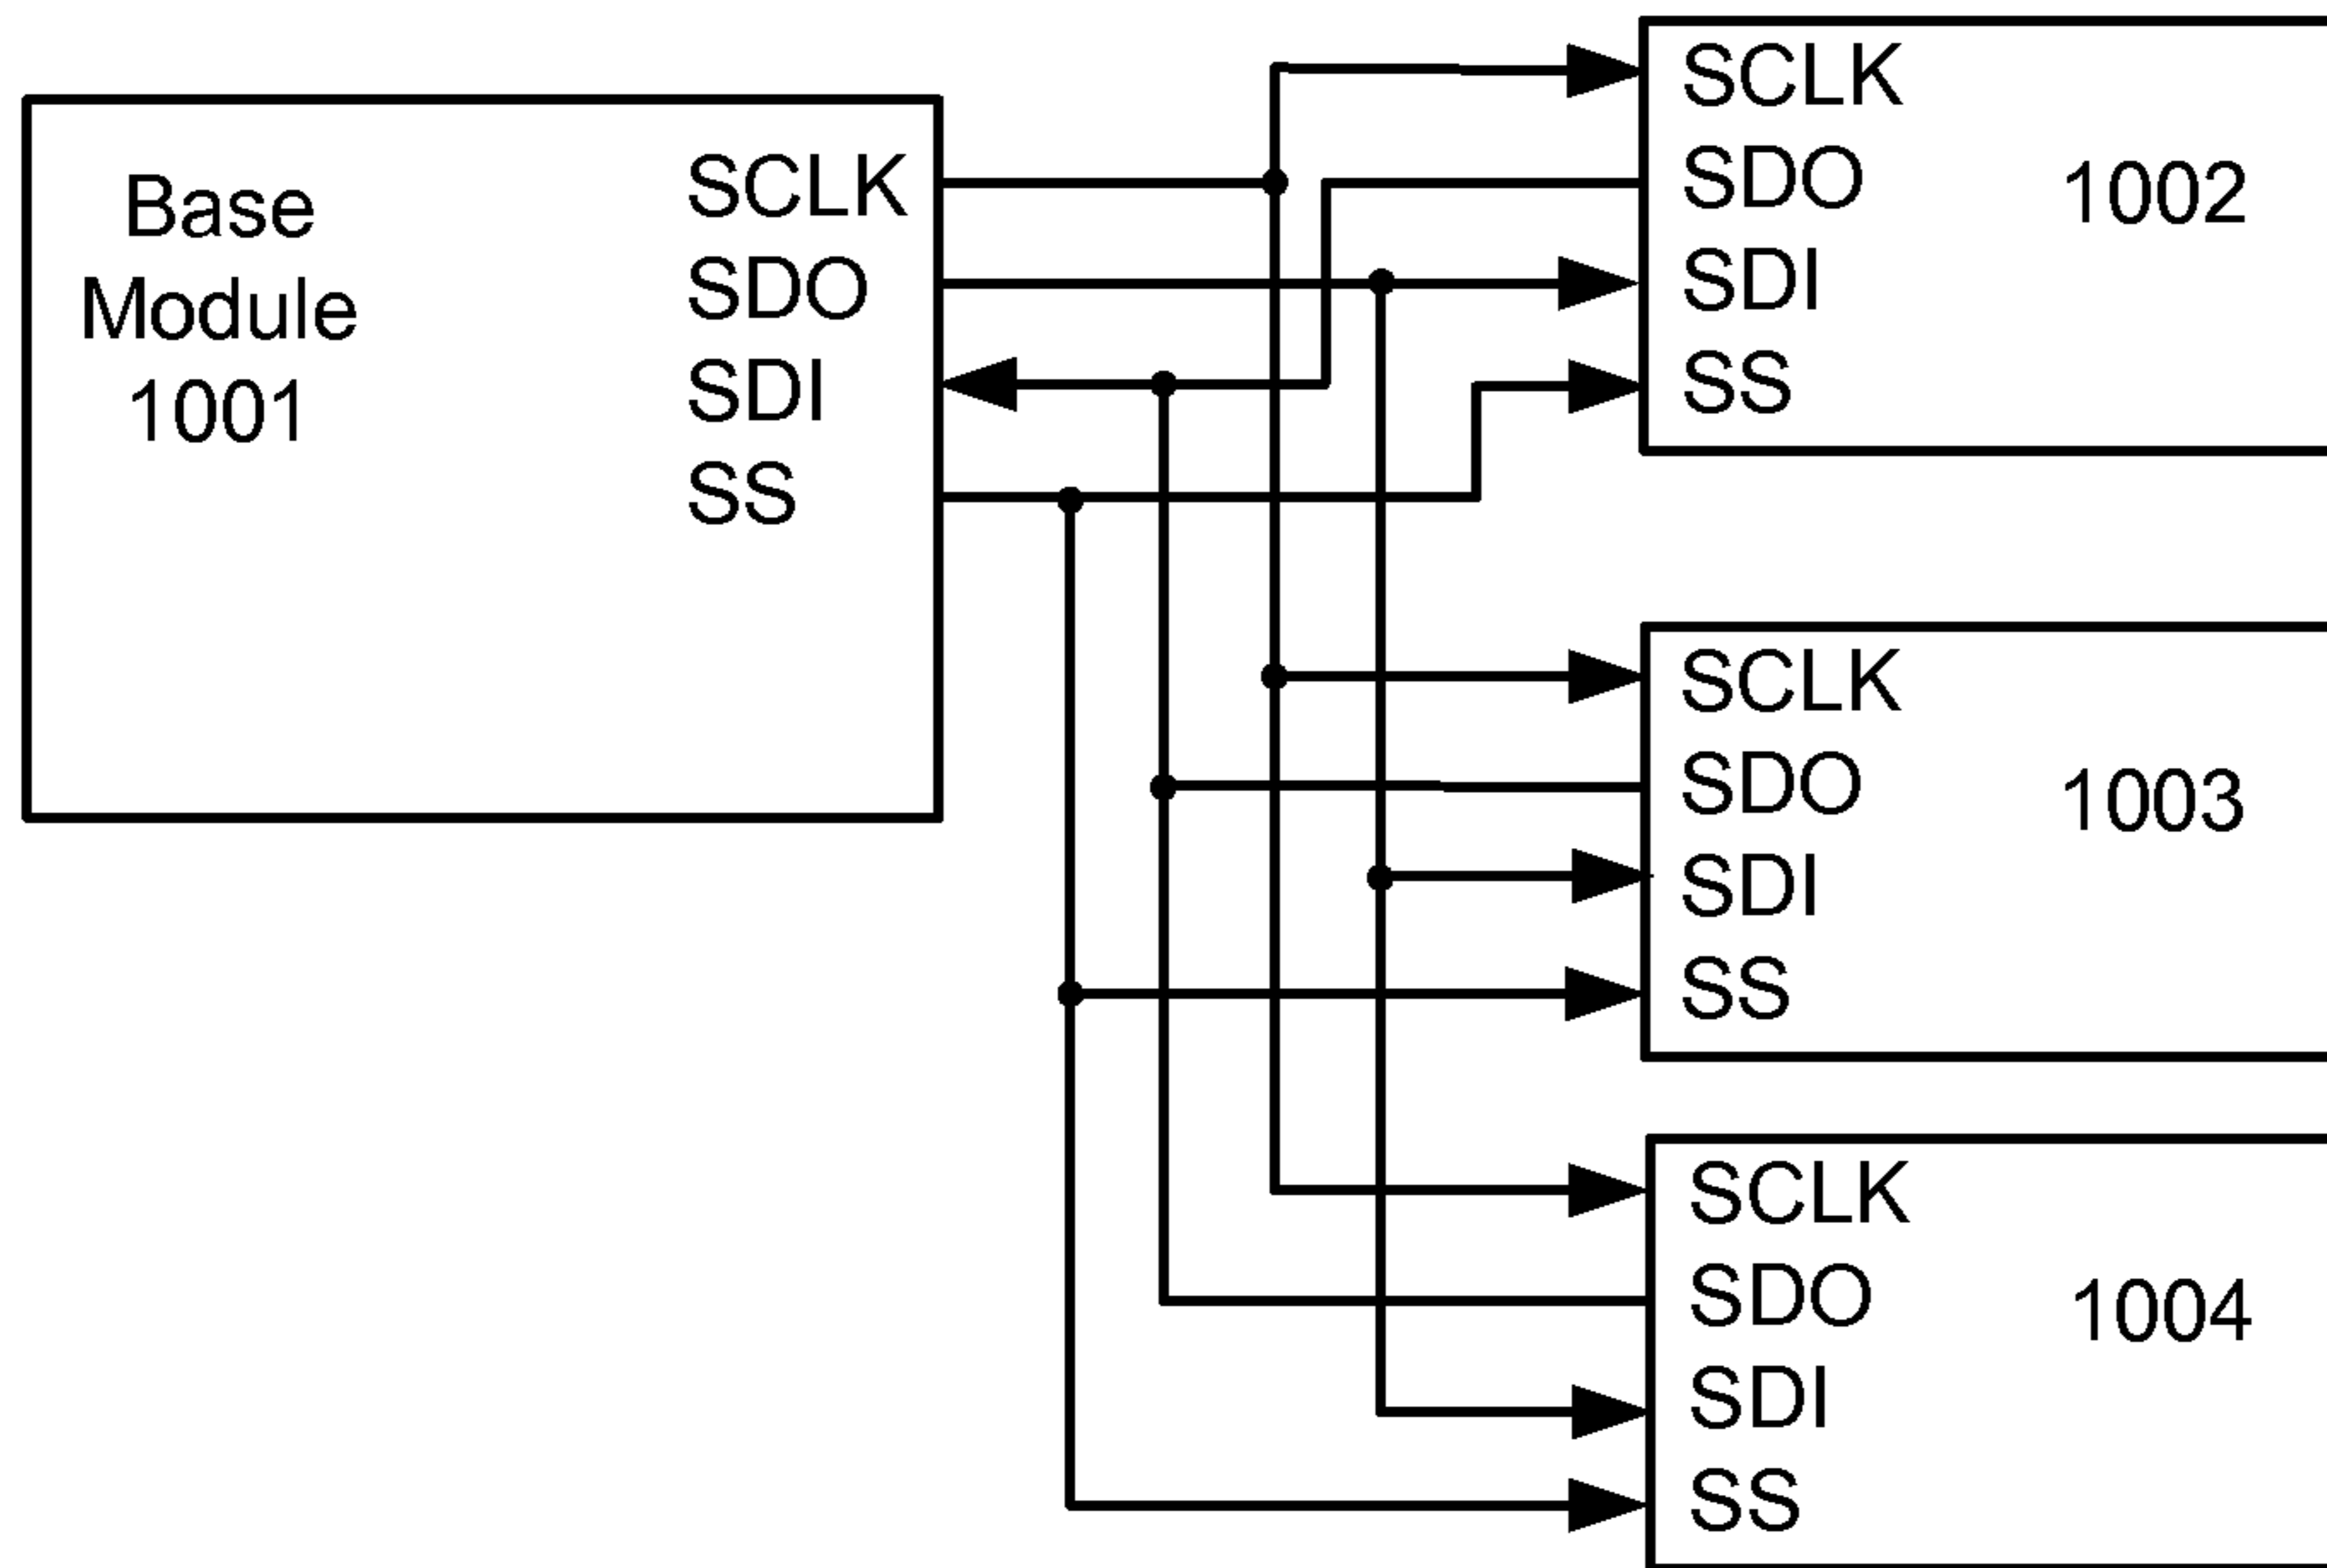 Base
Module
1001
SCLK
SDO
SDI
SS
SCLK
SDO
SDI
SS
1002
SCLK
SDO
SDI
SS
1003
SCLK
SDO
SDI
SS
1004